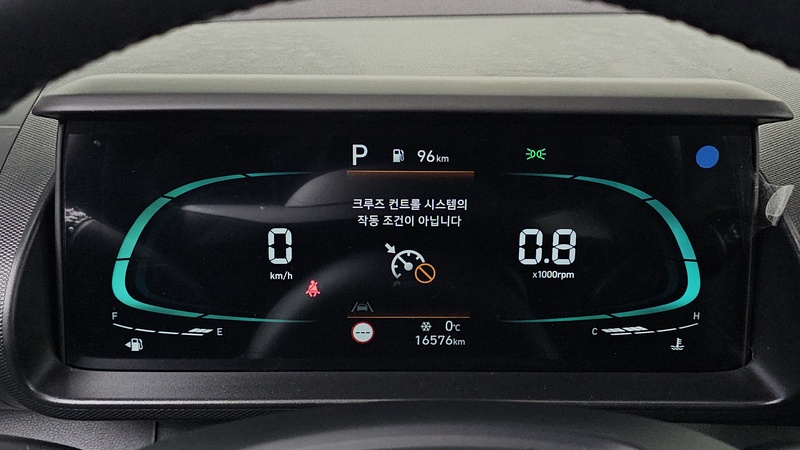 P 96km
크루즈 컨트롤 시스템의
작동 조건이 아닙니다
0
km/h
0.8
x1000rpm
F E
0℃
16576km
C H